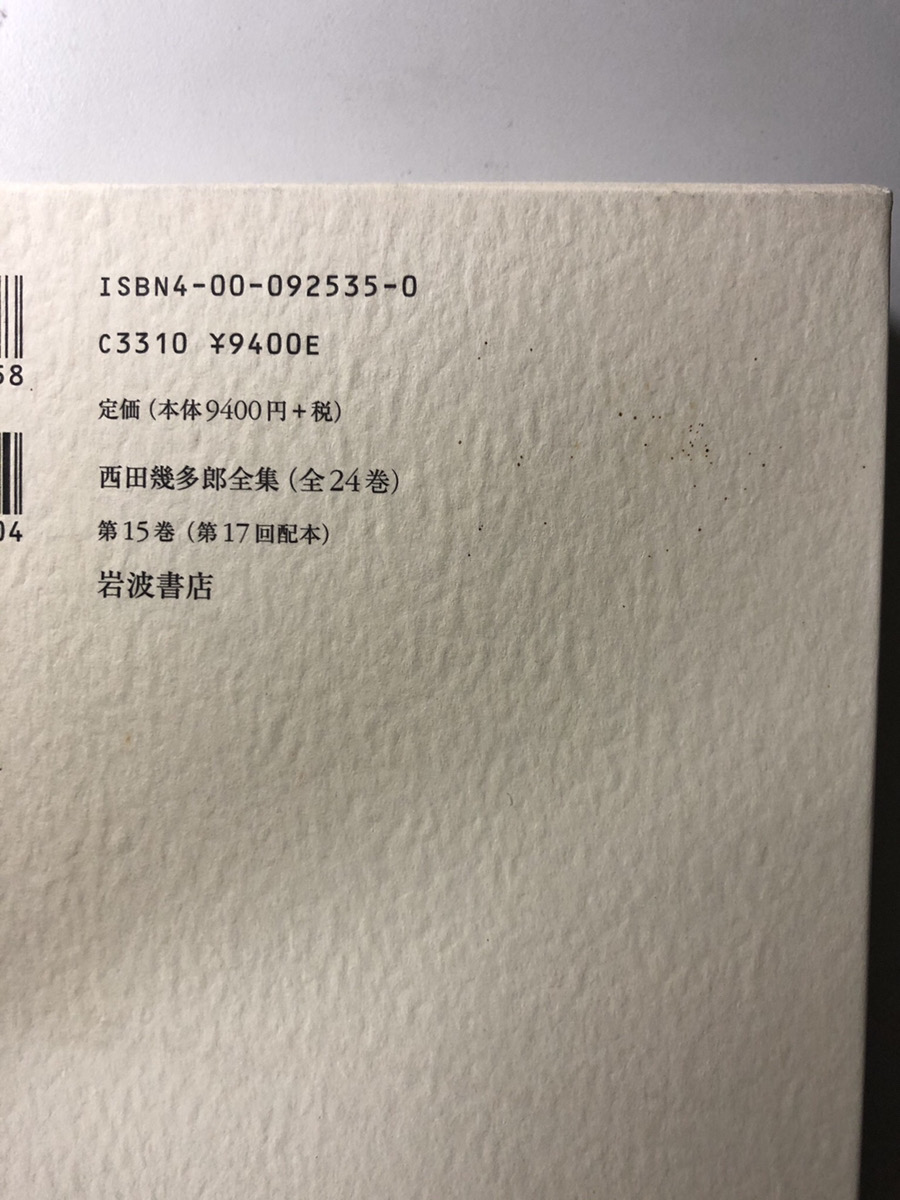 ISBN4-00-092535-0
C3310 ¥9400E
58
定価(本体9400円+税)
西田幾多郎全集(全24巻)
第15巻(第17回配本)
04
岩波書店